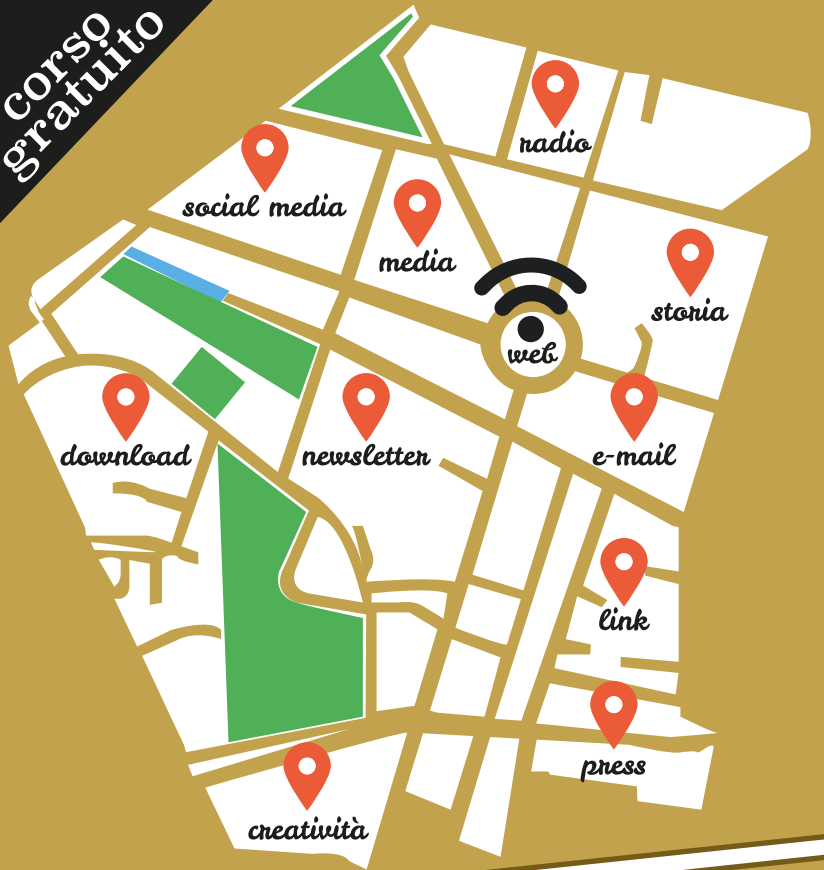 corso
gratuito
radio
social media
media
storia
web
download
newsletter
e-mail
link
press
creatività